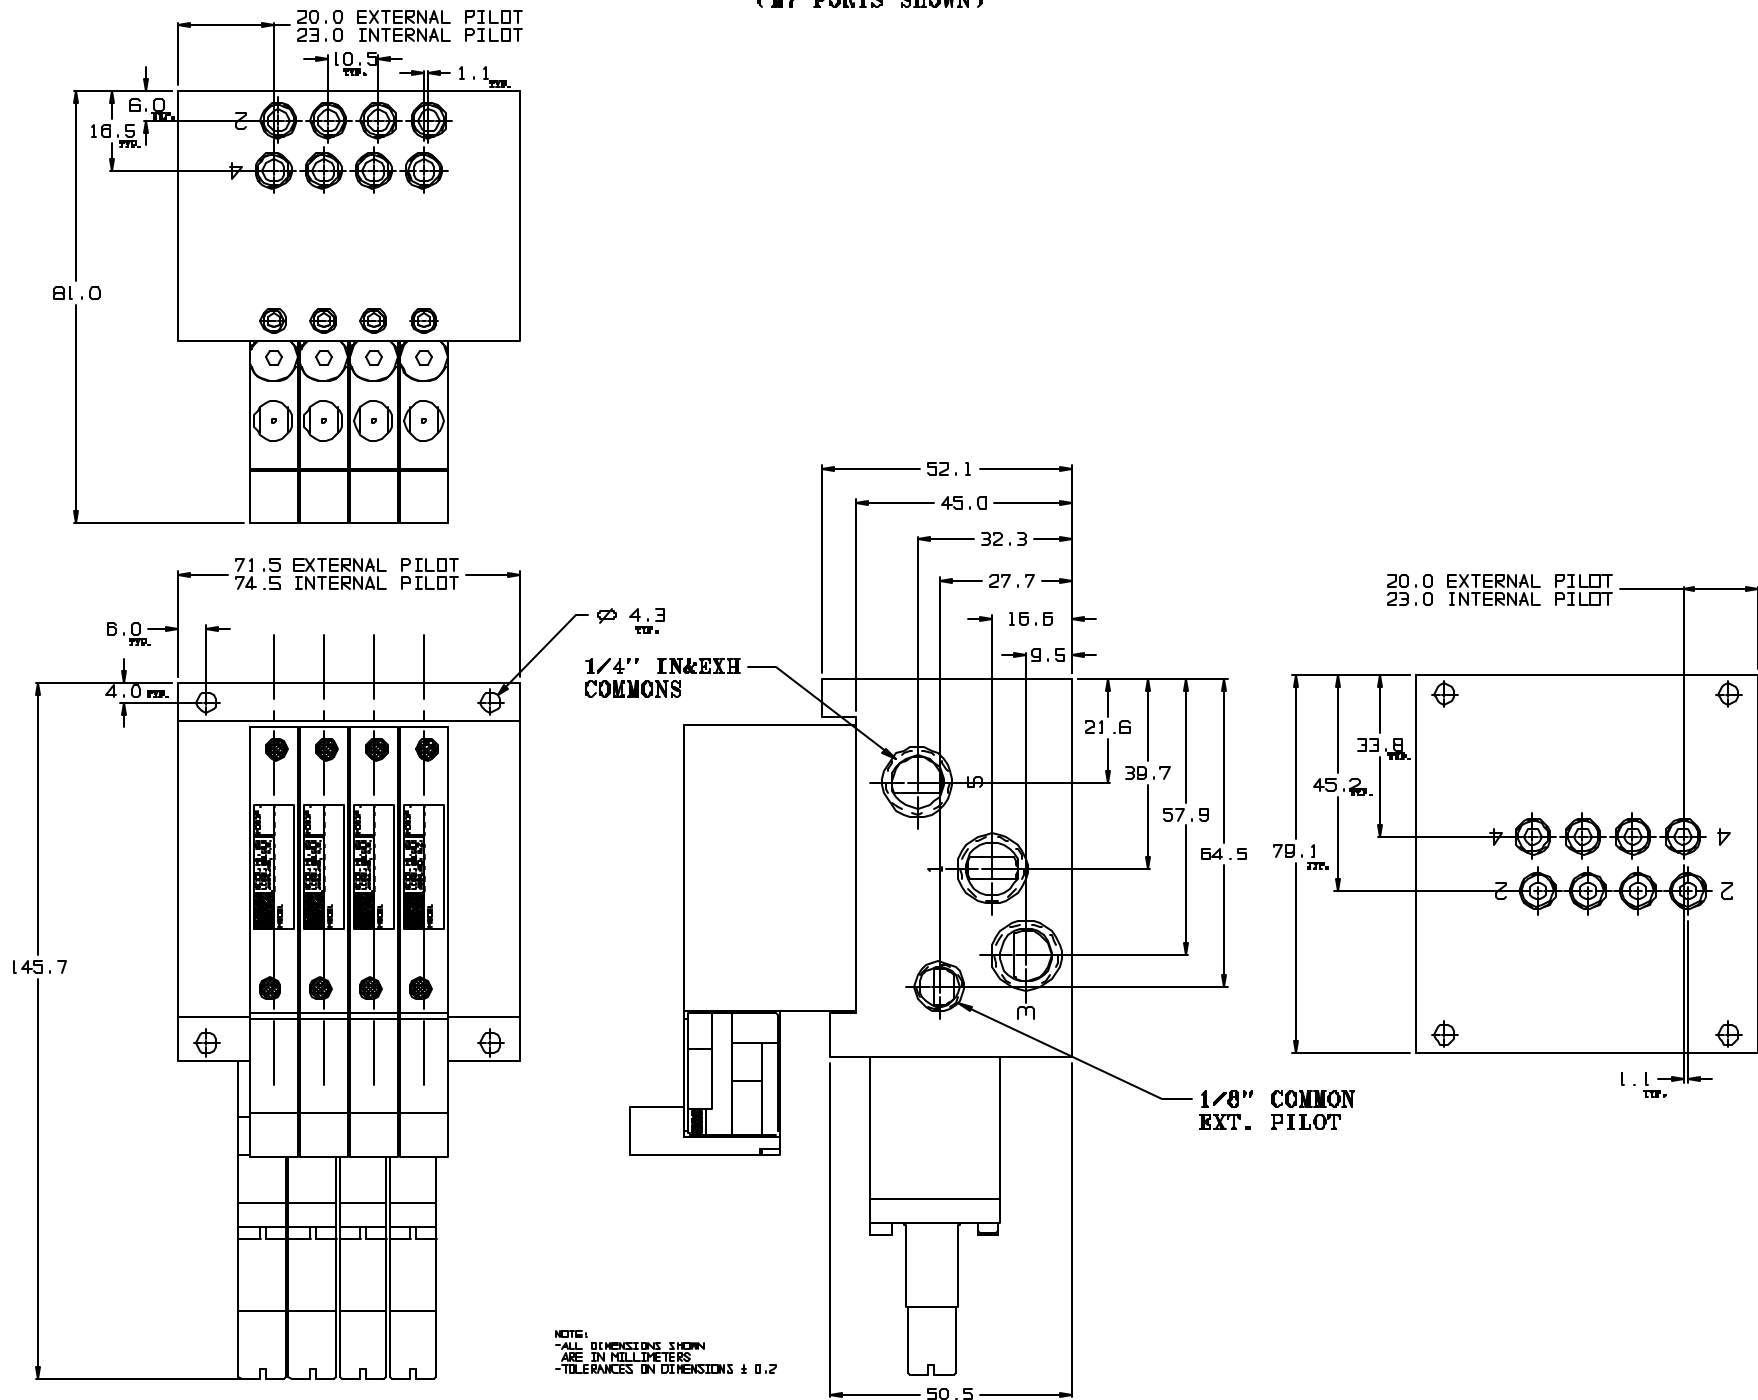 (M7 PORTS SHOWN)
20.0 EXTERNAL PILOT
23.0 INTERNAL PILOT
10.5
TYP.
1.1
TYP.
6.0
TYP.
16.5
TYP.
2
4
81.0
71.5 EXTERNAL PILOT
74.5 INTERNAL PILOT
6.0
TYP.
4.0 TYP.
Ø 4.3
TYP.
145.7
1/4" IN&EXH
COMMONS
52.1
45.0
32.3
27.7
16.6
9.5
21.6
39.7
57.9
64.5
5
1
3
1/8" COMMON
EXT. PILOT
50.5
20.0 EXTERNAL PILOT
23.0 INTERNAL PILOT
33.8
TYP.
45.2
TYP.
79.1
TYP.
4
4
2
2
1.1
TYP.
NOTE:
-ALL DIMENSIONS SHOWN
ARE IN MILLIMETERS
-TOLERANCES ON DIMENSIONS ± 0.2